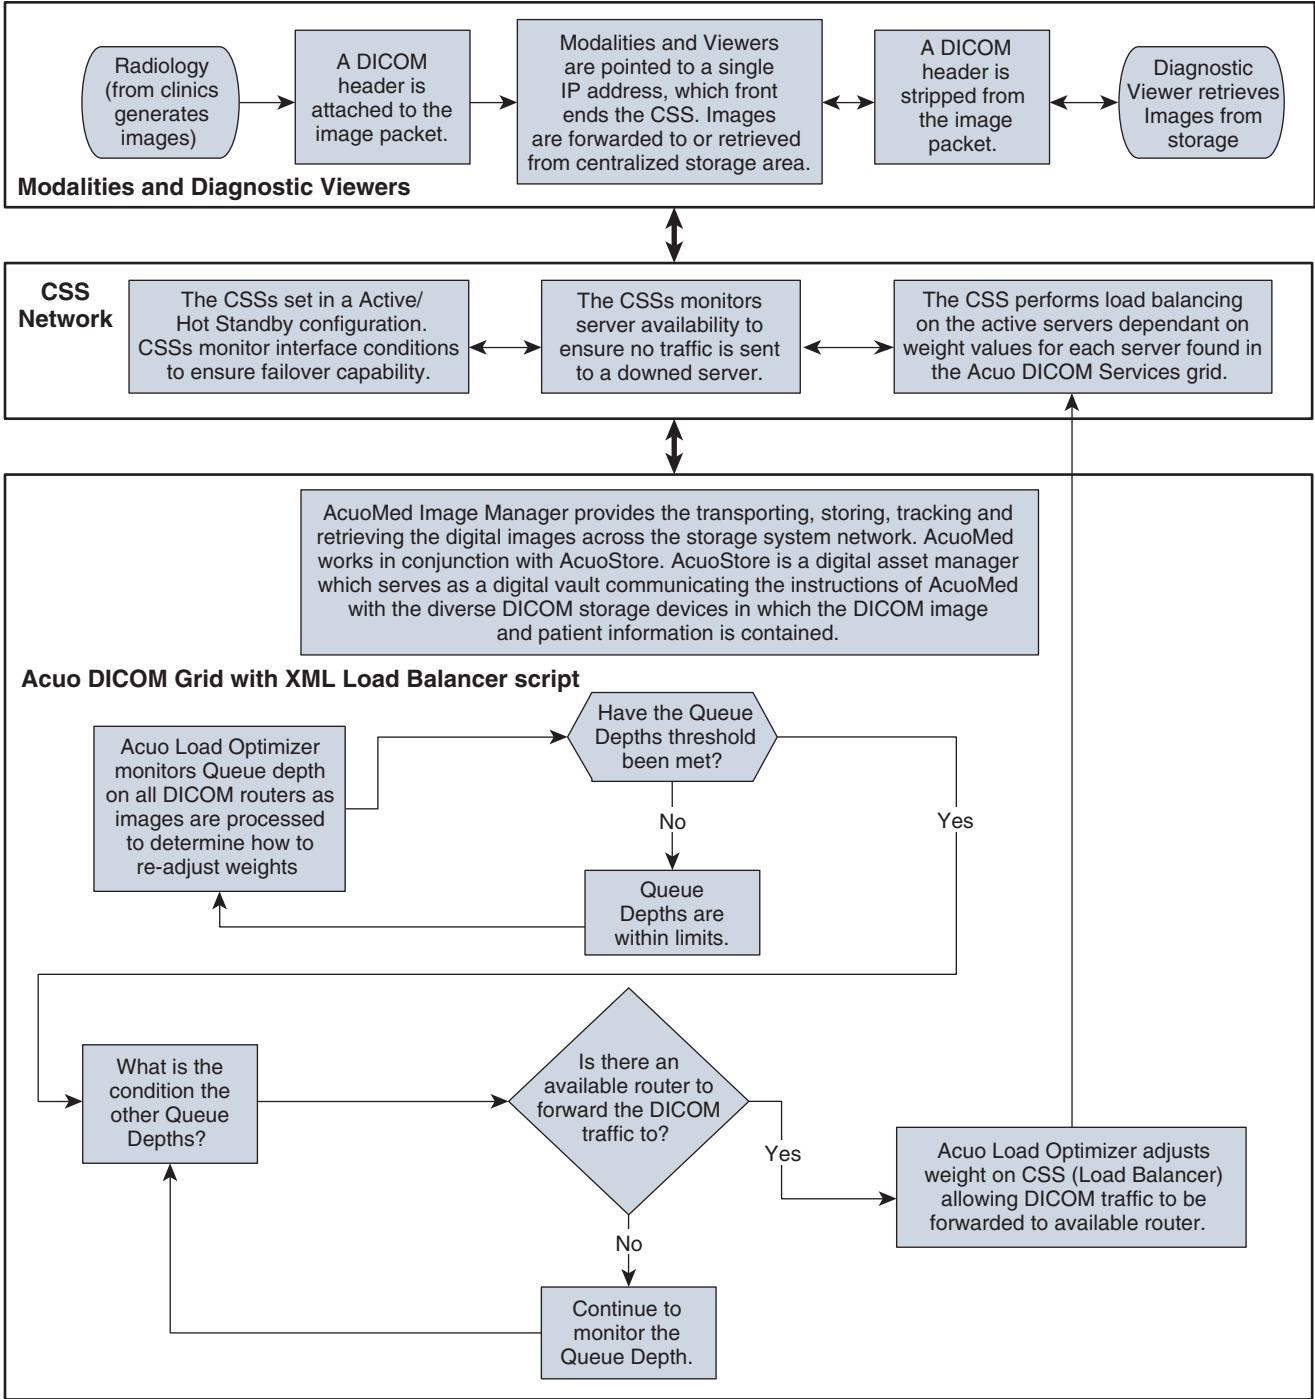 Radiology
(from clinics
generates
images)
A DICOM
header is
attached to the
image packet.
Modalities and Viewers
are pointed to a single
IP address, which front
ends the CSS. Images
are forwarded to or retrieved
from centralized storage area.
A DICOM
header is
stripped from
the image
packet.
Diagnostic
Viewer retrieves
Images from
storage
Modalities and Diagnostic Viewers
CSS
Network
The CSSs set in a Active/
Hot Standby configuration.
CSSs monitor interface conditions
to ensure failover capability.
The CSSs monitors
server availability to
ensure no traffic is sent
to a downed server.
The CSS performs load balancing
on the active servers dependant on
weight values for each server found in
the Acuo DICOM Services grid.
AcuoMed Image Manager provides the transporting, storing, tracking and
retrieving the digital images across the storage system network. AcuoMed
works in conjunction with AcuoStore. AcuoStore is a digital asset manager
which serves as a digital vault communicating the instructions of AcuoMed
with the diverse DICOM storage devices in which the DICOM image
and patient information is contained.
Acuo DICOM Grid with XML Load Balancer script
Acuo Load Optimizer
monitors Queue depth
on all DICOM routers as
images are processed
to determine how to
re-adjust weights
Have the Queue
Depths threshold
been met?
No
Yes
Queue
Depths are
within limits.
What is the
condition the
other Queue
Depths?
Is there an
available router to
forward the DICOM
traffic to?
Yes
No
Acuo Load Optimizer adjusts
weight on CSS (Load Balancer)
allowing DICOM traffic to be
forwarded to available router.
Continue to
monitor the
Queue Depth.